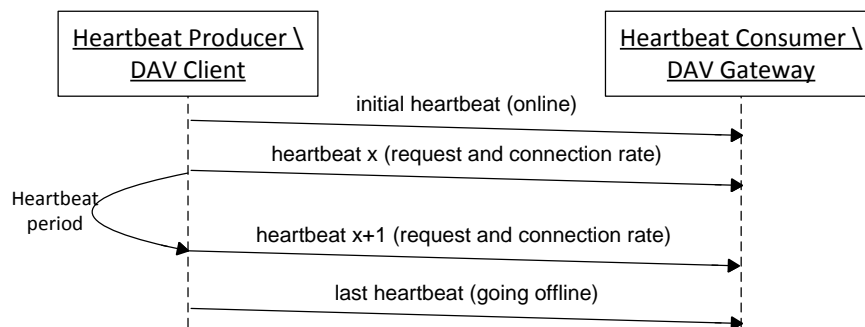 Heartbeat Producer \
DAV Client
Heartbeat Consumer \
DAV Gateway
initial heartbeat (online)
heartbeat x (request and connection rate)
Heartbeat
period
heartbeat x+1 (request and connection rate)
last heartbeat (going offline)